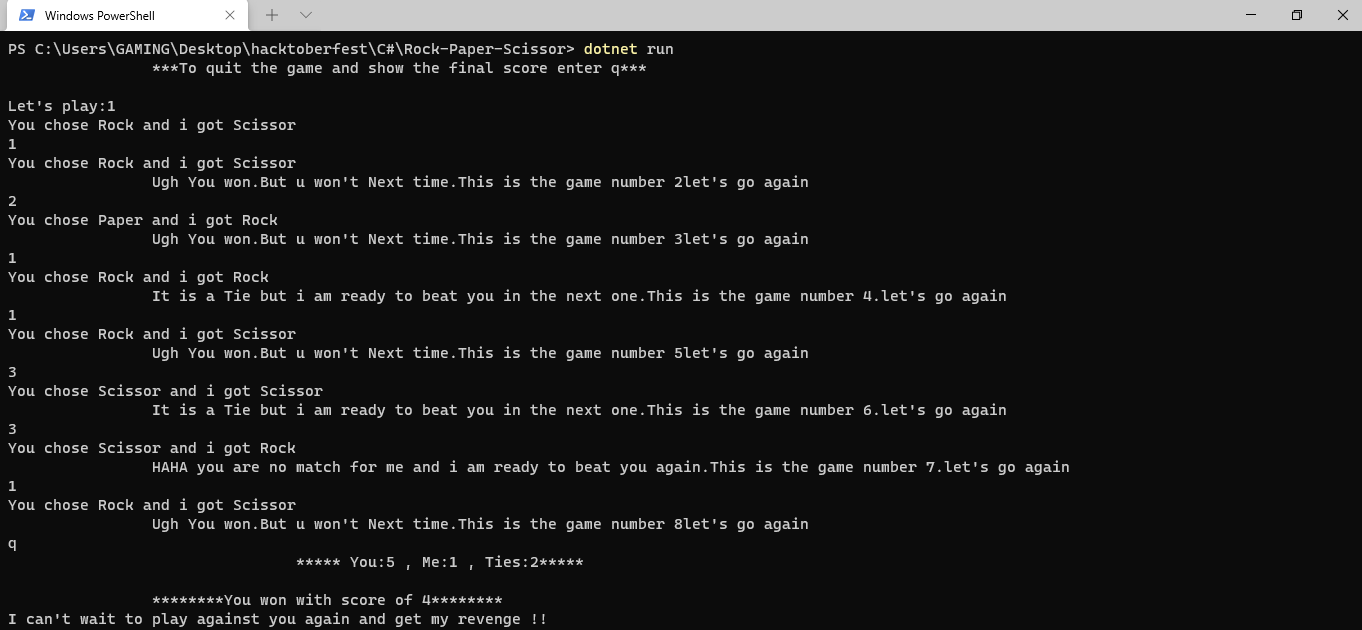 Windows PowerShell
PS C:\Users\GAMING\Desktop\hacktoberfest\C#\Rock-Paper-Scissor> dotnet run
***To quit the game and show the final score enter q***
Let's play:1
You chose Rock and i got Scissor
1
You chose Rock and i got Scissor
Ugh You won.But u won't Next time.This is the game number 2let's go again
2
You chose Paper and i got Rock
Ugh You won.But u won't Next time.This is the game number 3let's go again
1
You chose Rock and i got Rock
It is a Tie but i am ready to beat you in the next one.This is the game number 4.let's go again
1
You chose Rock and i got Scissor
Ugh You won.But u won't Next time.This is the game number 5let's go again
3
You chose Scissor and i got Scissor
It is a Tie but i am ready to beat you in the next one.This is the game number 6.let's go again
3
You chose Scissor and i got Rock
HAHA you are no match for me and i am ready to beat you again.This is the game number 7.let's go again
1
You chose Rock and i got Scissor
Ugh You won.But u won't Next time.This is the game number 8let's go again
q
***** You:5 , Me:1 , Ties:2*****
********You won with score of 4********
I can't wait to play against you again and get my revenge !!